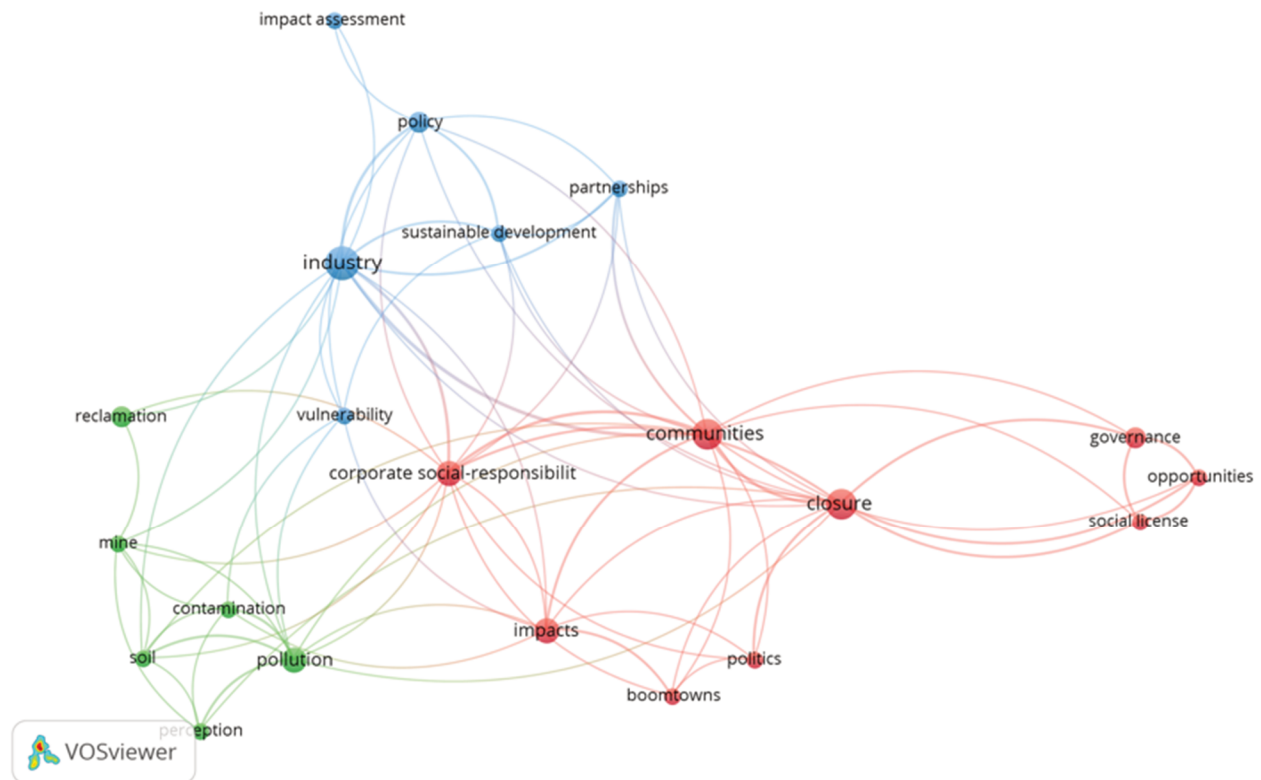 impact assessment
policy
partnerships
sustainable development
industry
reclamation
vulnerability
communities
governance
corporate social-responsibilit
opportunities
closure
social license
mine
contamination
impacts
soil
pollution
politics
boomtowns
perception
VOSviewer